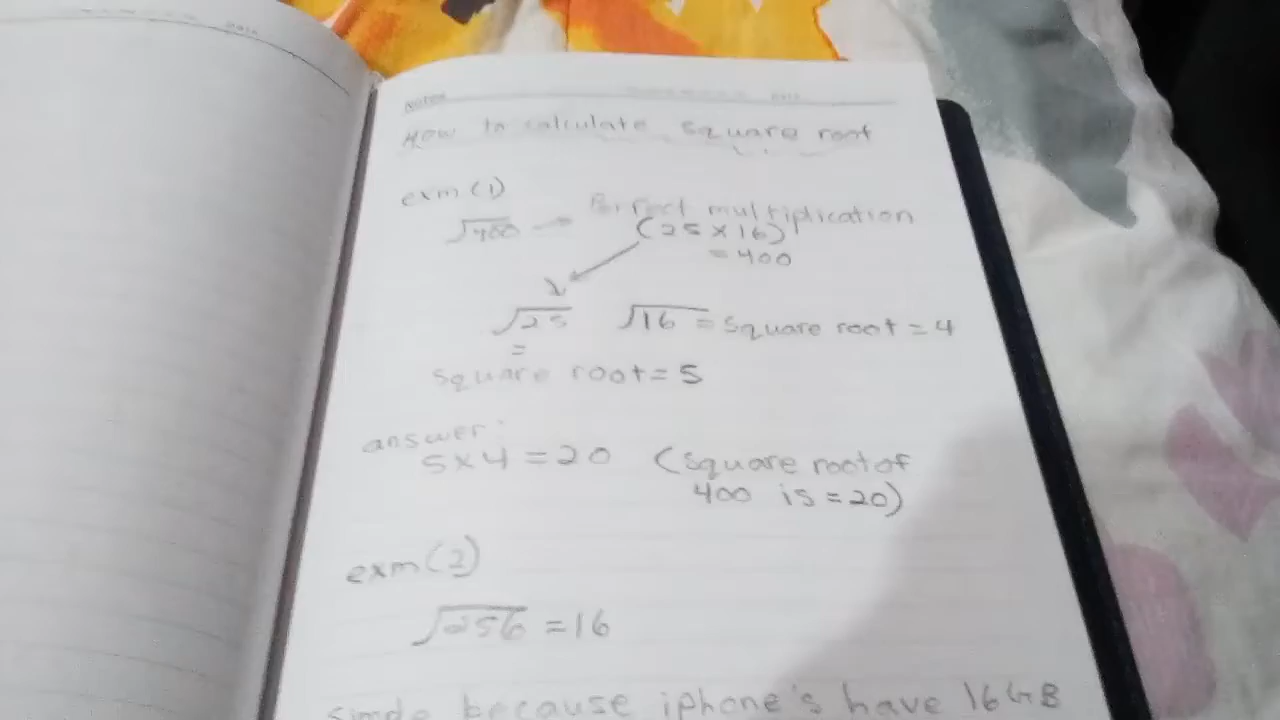 Notes
How to calculate square root
exm (1)
√400 → Perfect multiplication
(25 × 16)
= 400
√25 √16 = square root = 4
=
square root = 5
answer:
5 × 4 = 20 (square root of
400 is = 20)
exm (2)
√256 = 16
because iphone's have 16 GB